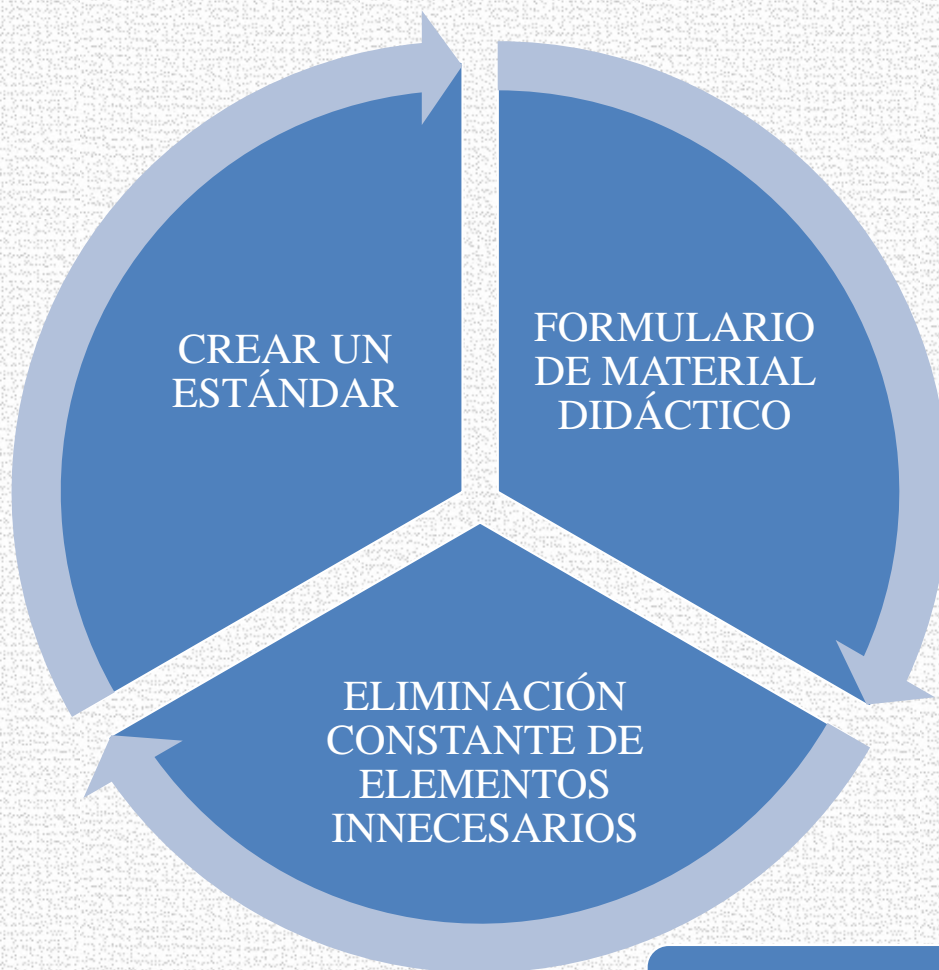 CREAR UN
ESTÁNDAR
FORMULARIO
DE MATERIAL
DIDÁCTICO
ELIMINACIÓN
CONSTANTE DE
ELEMENTOS
INNECESARIOS